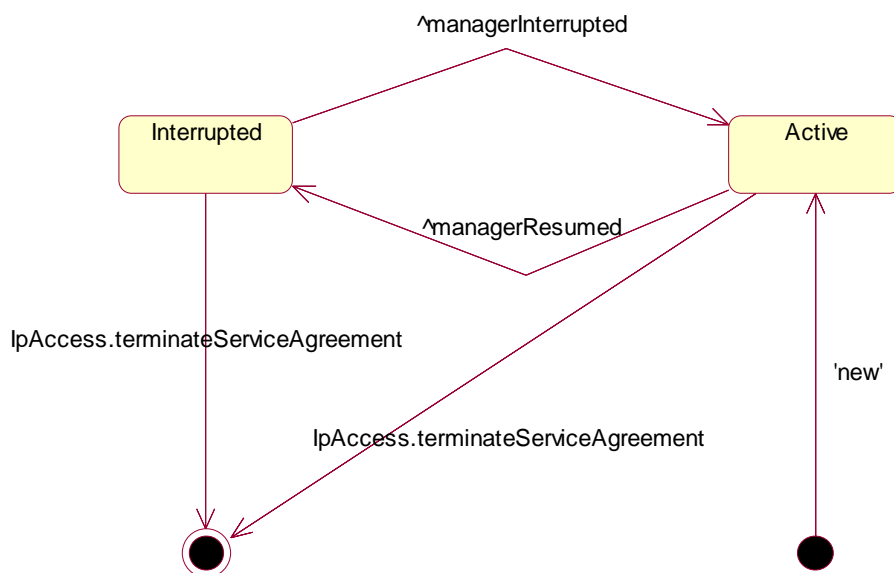 ^managerInterrupted
Interrupted
Active
^managerResumed
IpAccess.terminateServiceAgreement
'new'
IpAccess.terminateServiceAgreement